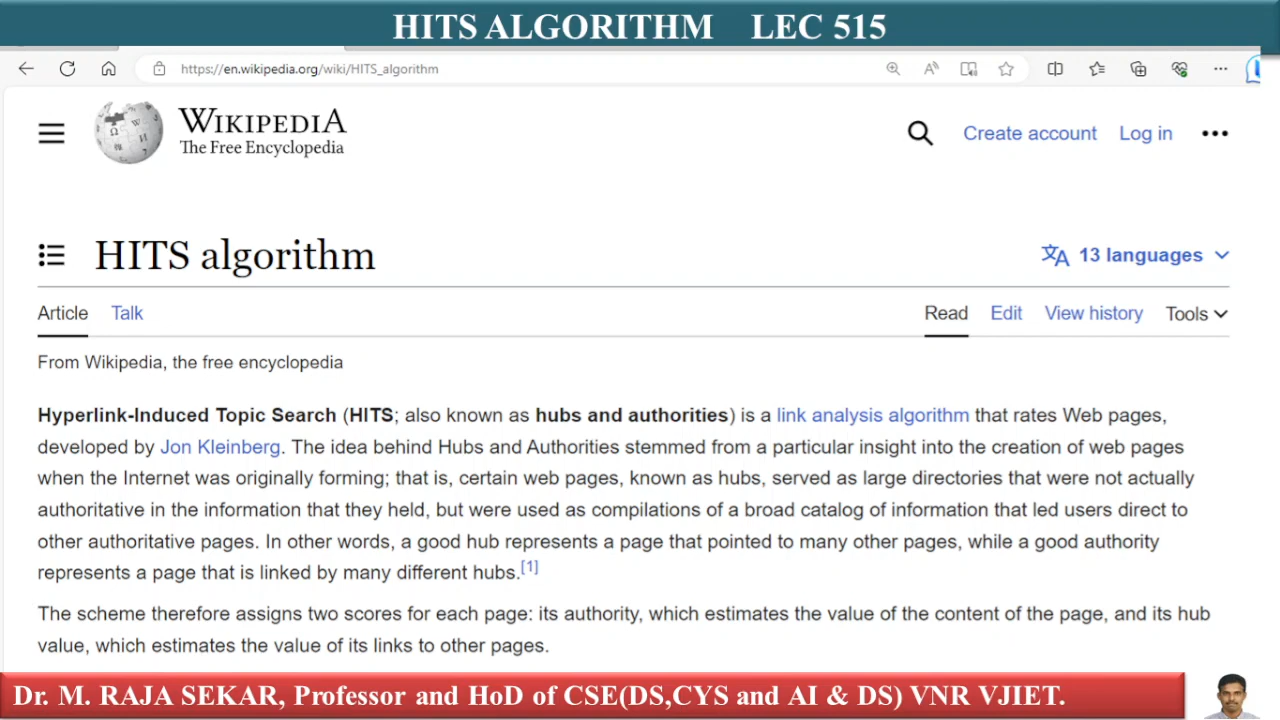 HITS ALGORITHM LEC 515
https://en.wikipedia.org/wiki/HITS_algorithm
WIKIPEDIA
The Free Encyclopedia
Create account Log in
HITS algorithm
13 languages
Article Talk Read Edit View history Tools
From Wikipedia, the free encyclopedia
Hyperlink-Induced Topic Search (HITS; also known as hubs and authorities) is a link analysis algorithm that rates Web pages,
developed by Jon Kleinberg. The idea behind Hubs and Authorities stemmed from a particular insight into the creation of web pages
when the Internet was originally forming; that is, certain web pages, known as hubs, served as large directories that were not actually
authoritative in the information that they held, but were used as compilations of a broad catalog of information that led users direct to
other authoritative pages. In other words, a good hub represents a page that pointed to many other pages, while a good authority
represents a page that is linked by many different hubs.[1]
The scheme therefore assigns two scores for each page: its authority, which estimates the value of the content of the page, and its hub
value, which estimates the value of its links to other pages.
Dr. M. RAJA SEKAR, Professor and HoD of CSE(DS,CYS and AI & DS) VNR VJIET.